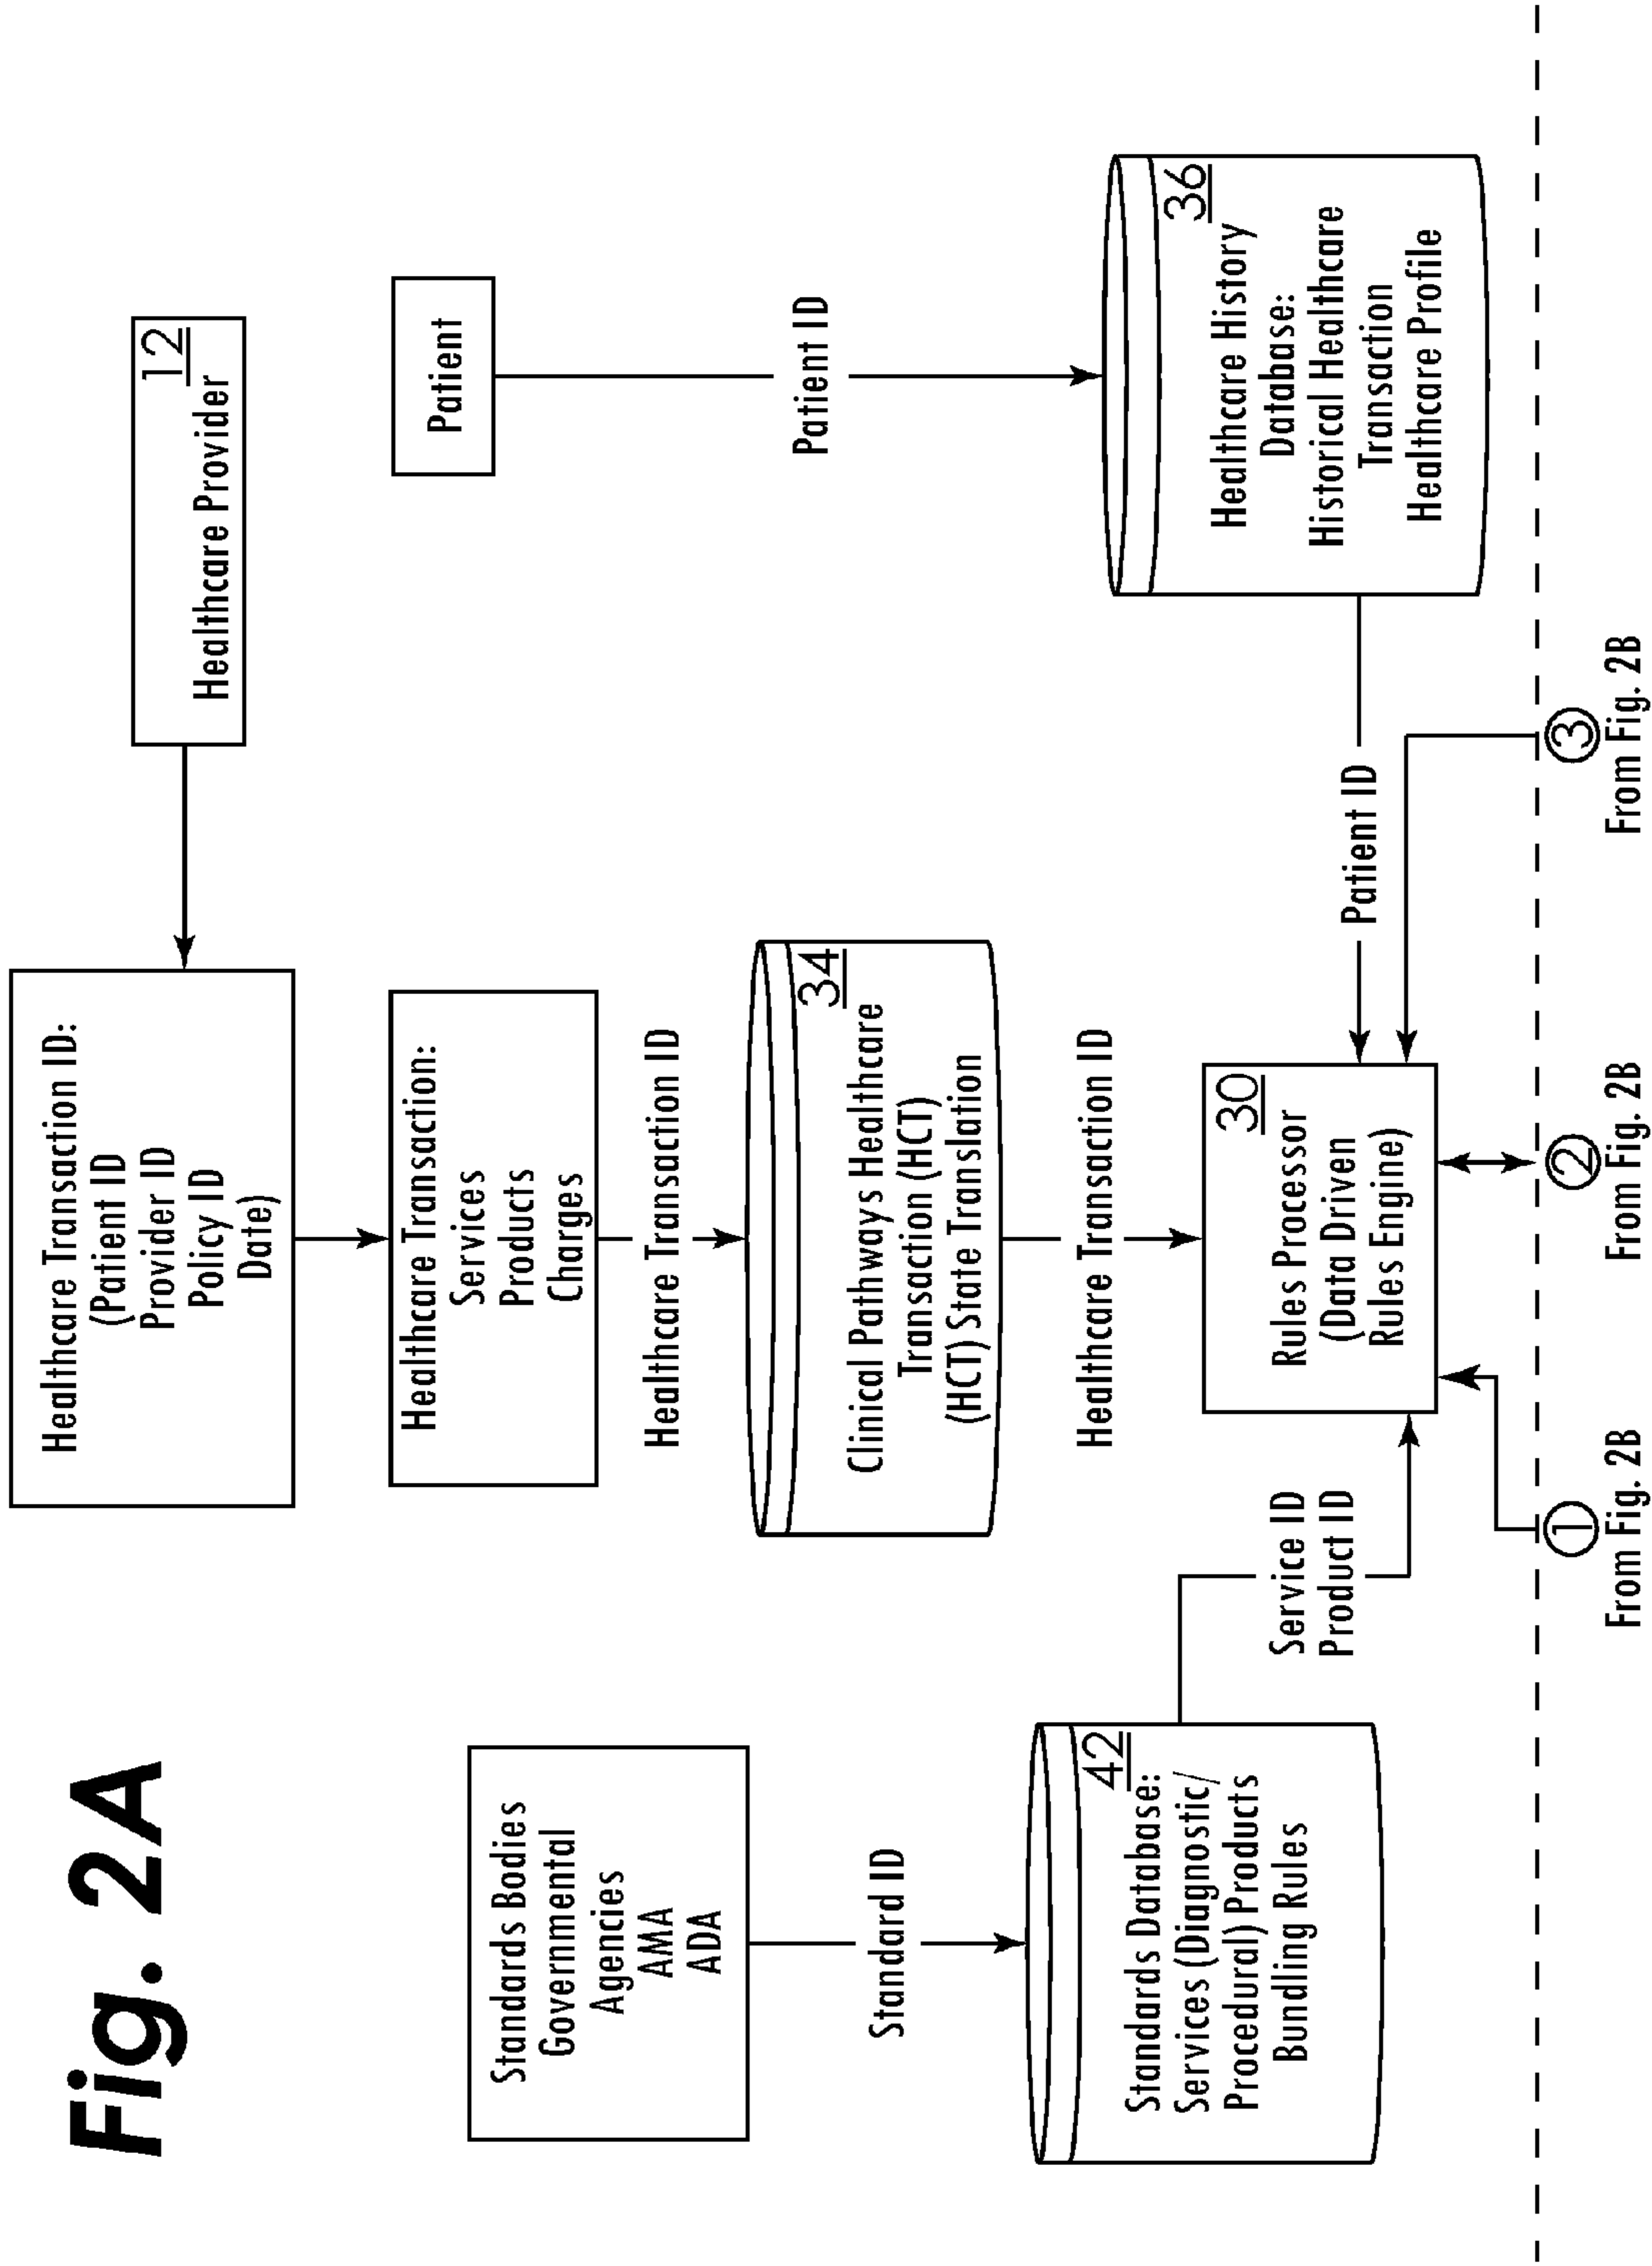 Fig. 2A
12
Healthcare Provider
Healthcare Transaction ID:
(Patient ID
Provider ID
Policy ID
Date)
Healthcare Transaction:
Services
Products
Charges
Patient
Standards Bodies
Governmental
Agencies
AMA
ADA
Healthcare Transaction ID
Patient ID
Standard ID
34
Clinical Pathways Healthcare
Transaction (HCT)
(HCT) State Translation
42
Standards Database:
Services (Diagnostic/
Procedural) Products
Bundling Rules
36
Healthcare History
Database:
Historical Healthcare
Transaction
Healthcare Profile
Healthcare Transaction ID
Service ID
Product ID
30
Rules Processor
(Data Driven
Rules Engine)
Patient ID
1
From Fig. 2B
2
From Fig. 2B
3
From Fig. 2B